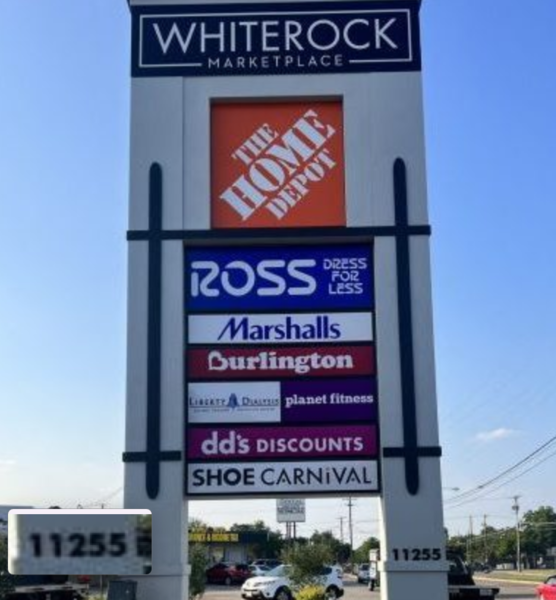 WHITEROCK
MARKETPLACE
THE
HOME
DEPOT
ROSS DRESS
FOR
LESS
Marshalls
Burlington
LIBERTY DIALYSIS planet fitness
dd's DISCOUNTS
SHOE CARNiVAL
11255
11255